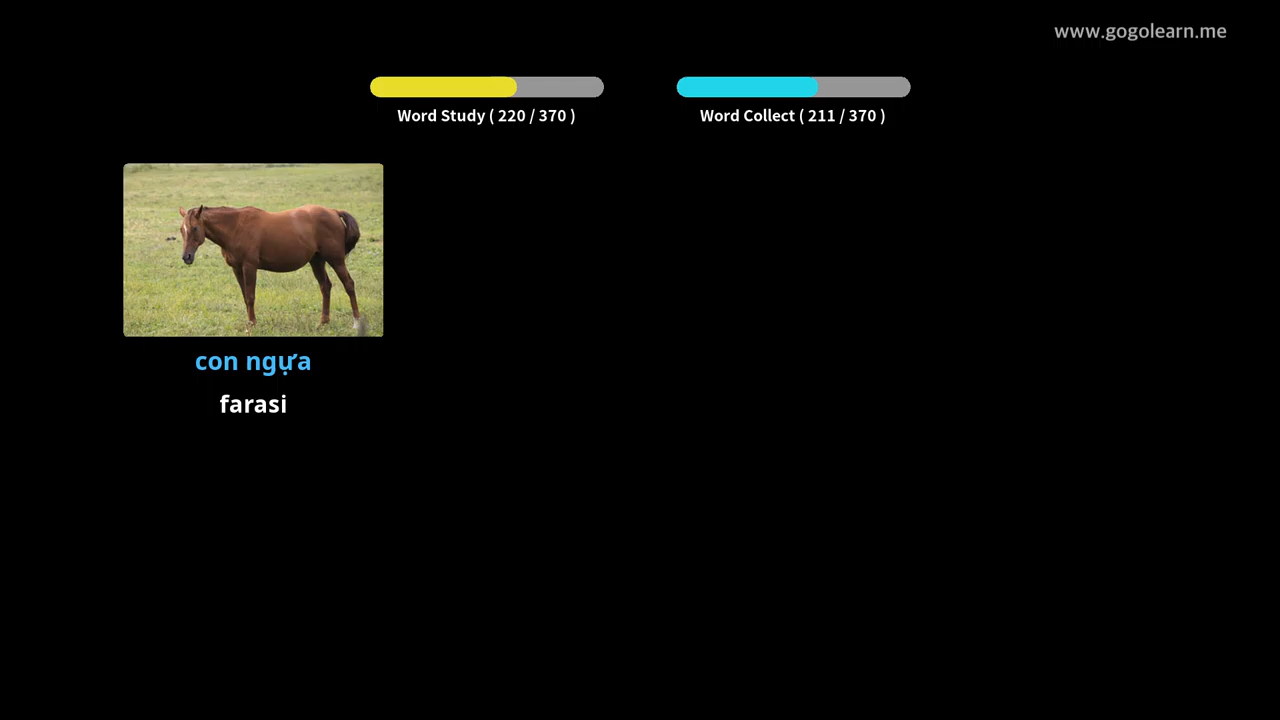 www.gogolearn.me
Word Study ( 220 / 370 )
Word Collect ( 211 / 370 )
con ngựa
farasi